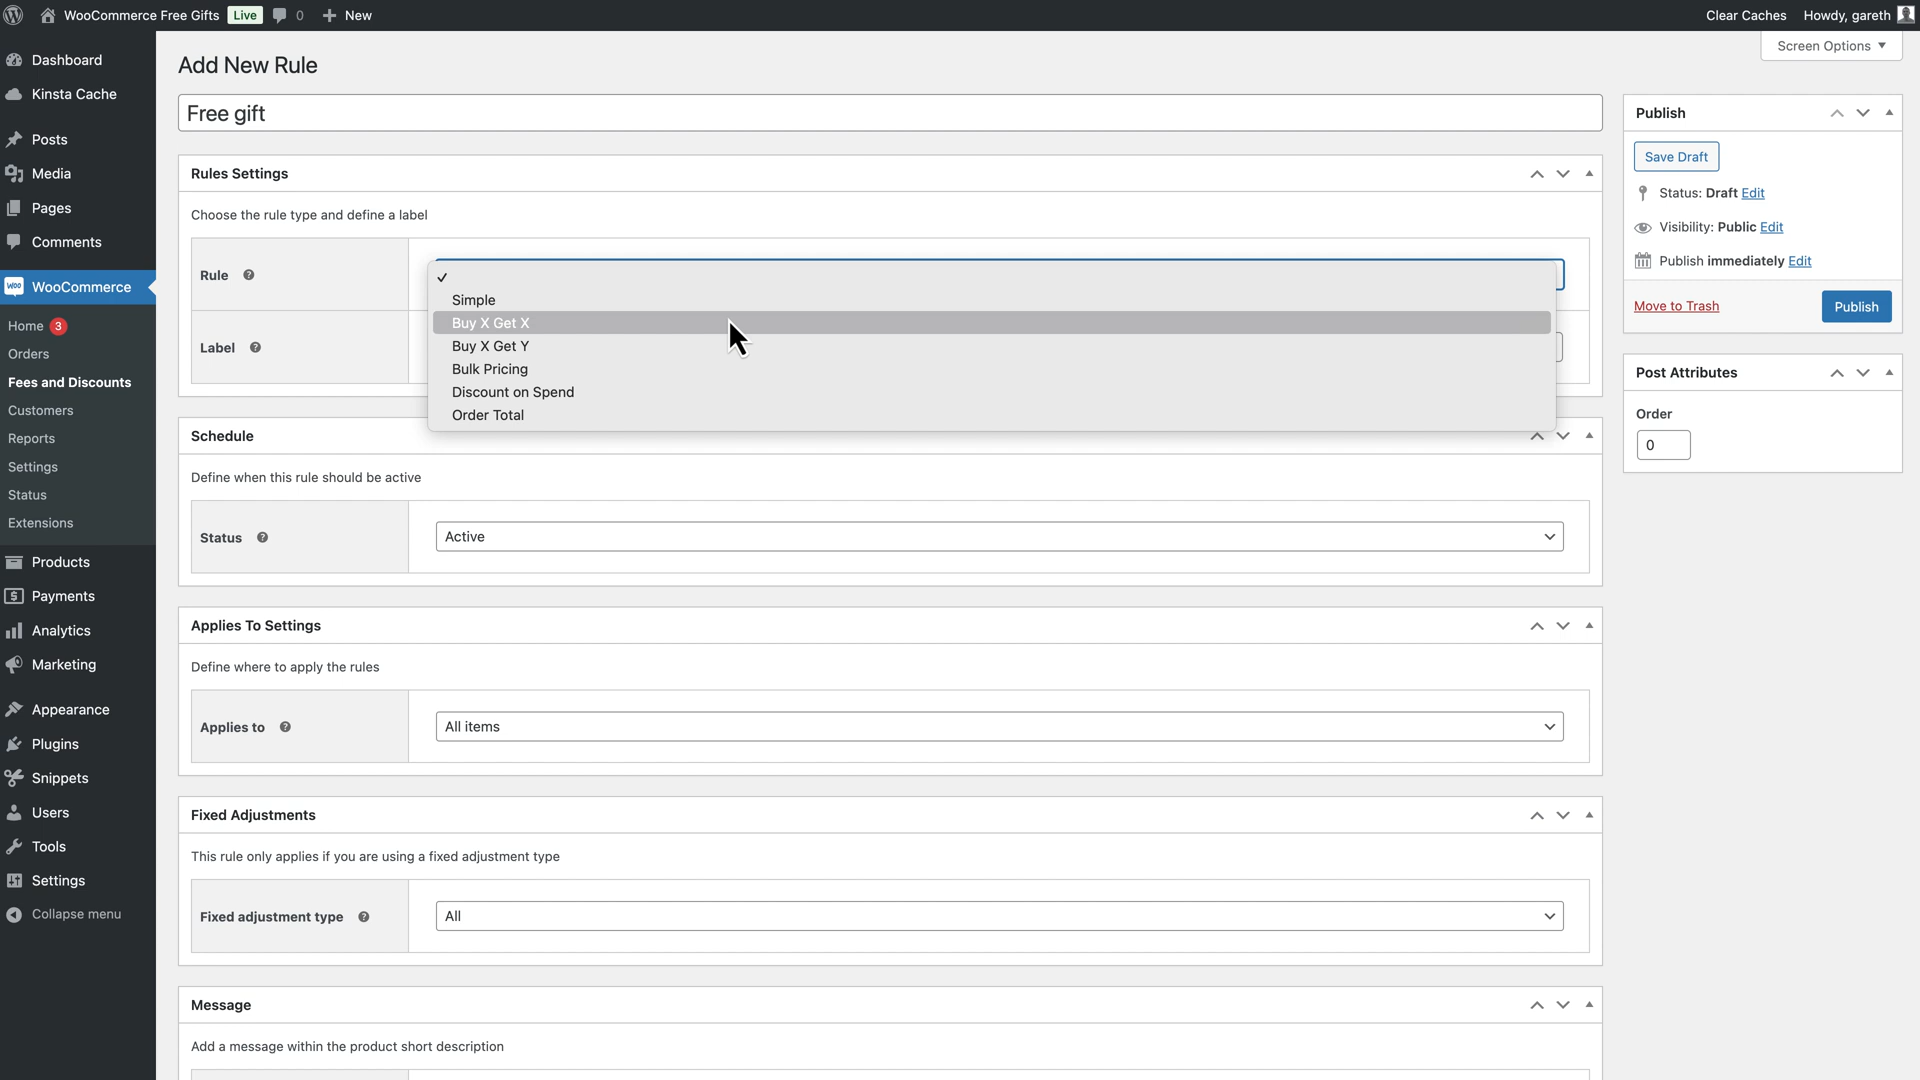 WooCommerce Free Gifts Live 0 New Clear Caches Howdy, gareth
Screen Options
Dashboard
Kinsta Cache
Posts
Media
Pages
Comments
WooCommerce
Home 3
Orders
Fees and Discounts
Customers
Reports
Settings
Status
Extensions
Products
Payments
Analytics
Marketing
Appearance
Plugins
Snippets
Users
Tools
Settings
Collapse menu
Add New Rule
Free gift
Rules Settings
Choose the rule type and define a label
Rule
Simple
Buy X Get X
Buy X Get Y
Bulk Pricing
Discount on Spend
Order Total
Label
Schedule
Define when this rule should be active
Status Active
Applies To Settings
Define where to apply the rules
Applies to All items
Fixed Adjustments
This rule only applies if you are using a fixed adjustment type
Fixed adjustment type All
Message
Add a message within the product short description
Publish
Save Draft
Status: Draft Edit
Visibility: Public Edit
Publish immediately Edit
Move to Trash Publish
Post Attributes
Order
0